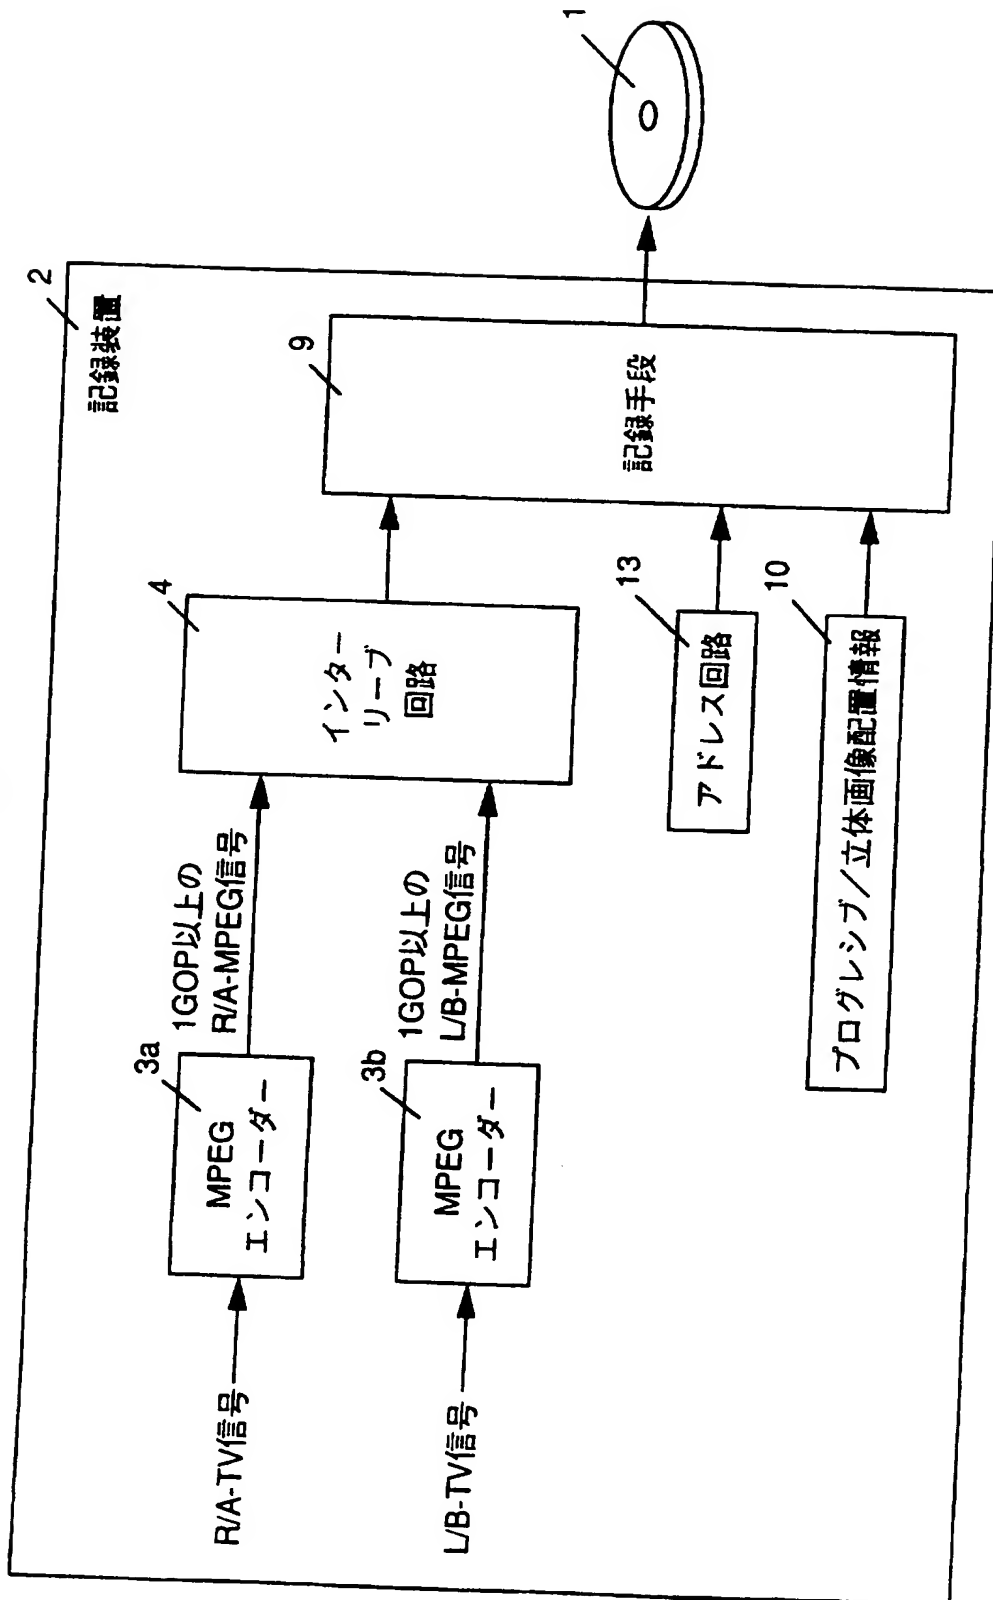 2
記録装置
R/A-TV信号
3a
MPEG
エンコーダー
1GOP以上の
R/A-MPEG信号
L/B-TV信号
3b
MPEG
エンコーダー
1GOP以上の
L/B-MPEG信号
4
インター
リーブ
回路
9
記録手段
1
13
アドレス回路
10
プログレシブ/立体画像配置情報